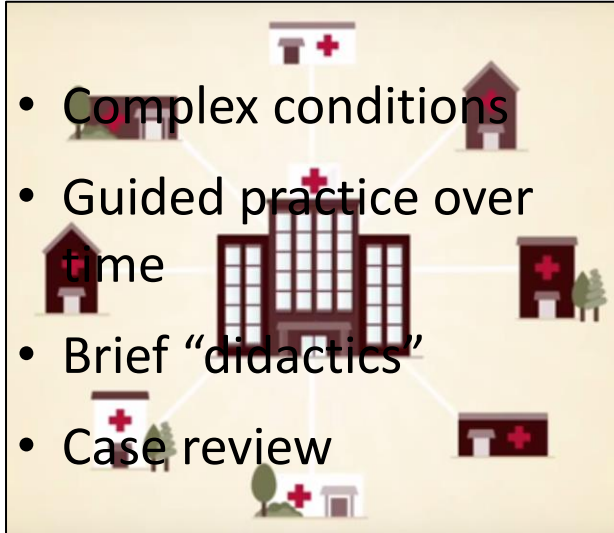 • Complex conditions
• Guided practice over
time
• Brief “didactics”
• Case review